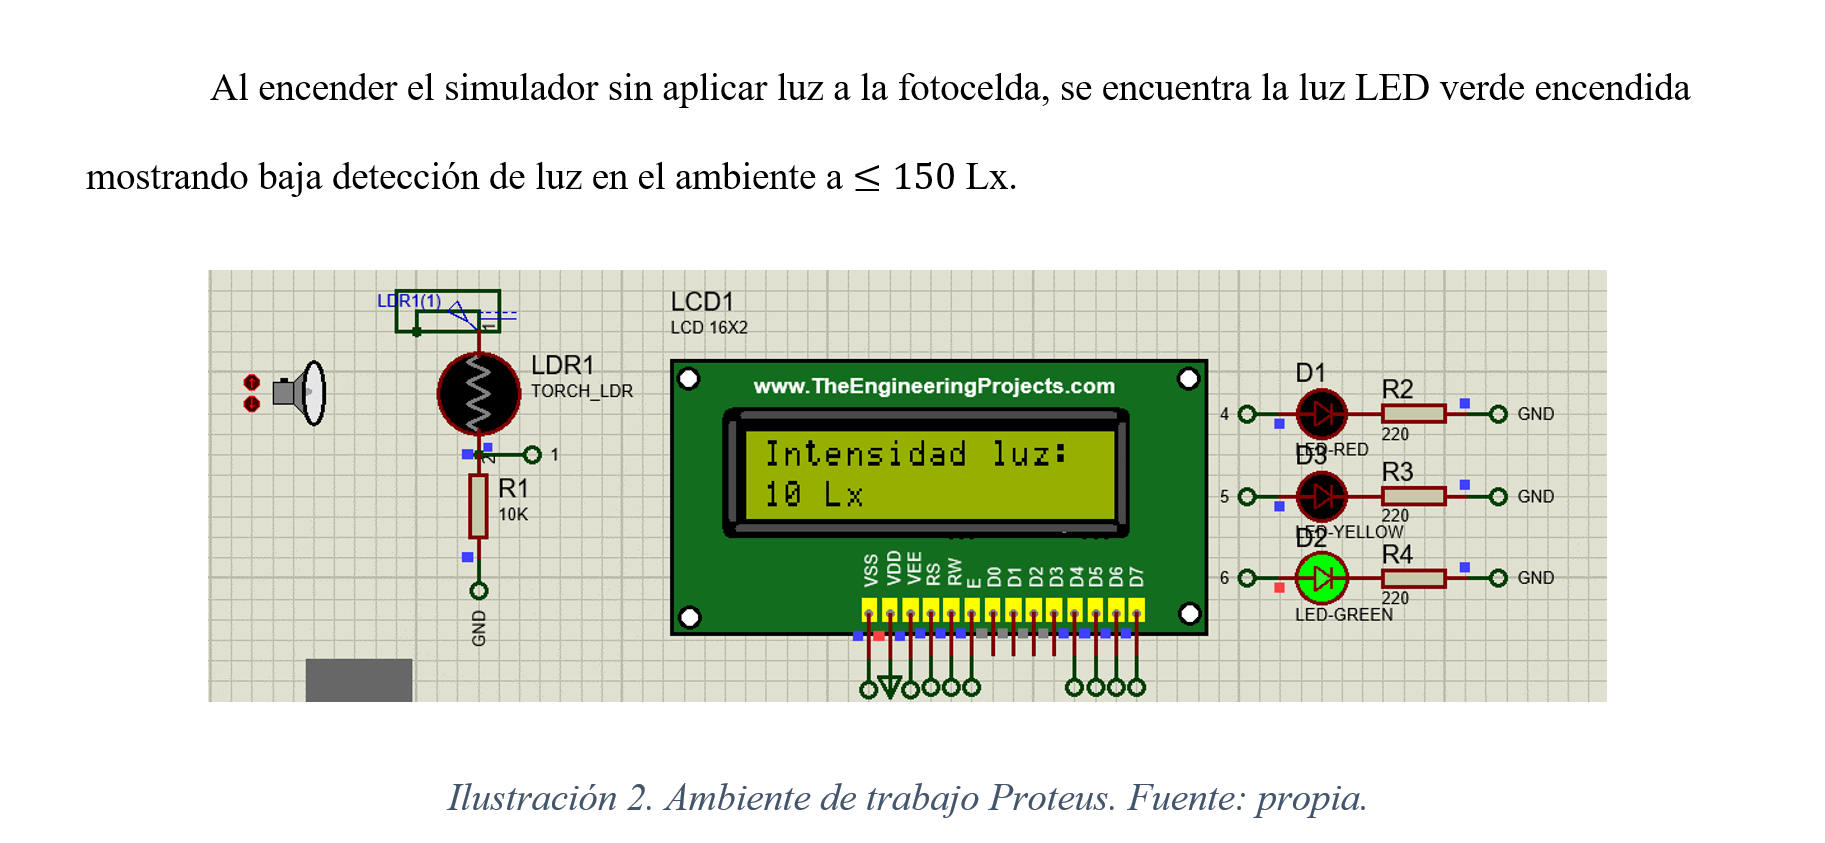 Al encender el simulador sin aplicar luz a la fotocelda, se encuentra la luz LED verde encendida
mostrando baja detección de luz en el ambiente a ≤ 150 Lx.
LDR1(1)
1
LDR1
TORCH_LDR
2
1
R1
10K
GND
LCD1
LCD 16X2
www.TheEngineeringProjects.com
Intensidad luz:
10 Lx
VSS
VDD
VEE
RS
RW
E
D0
D1
D2
D3
D4
D5
D6
D7
D1
R2
4
GND
220
LED-RED
D3
R3
5
GND
220
LED-YELLOW
D2
R4
6
GND
220
LED-GREEN
Ilustración 2. Ambiente de trabajo Proteus. Fuente: propia.